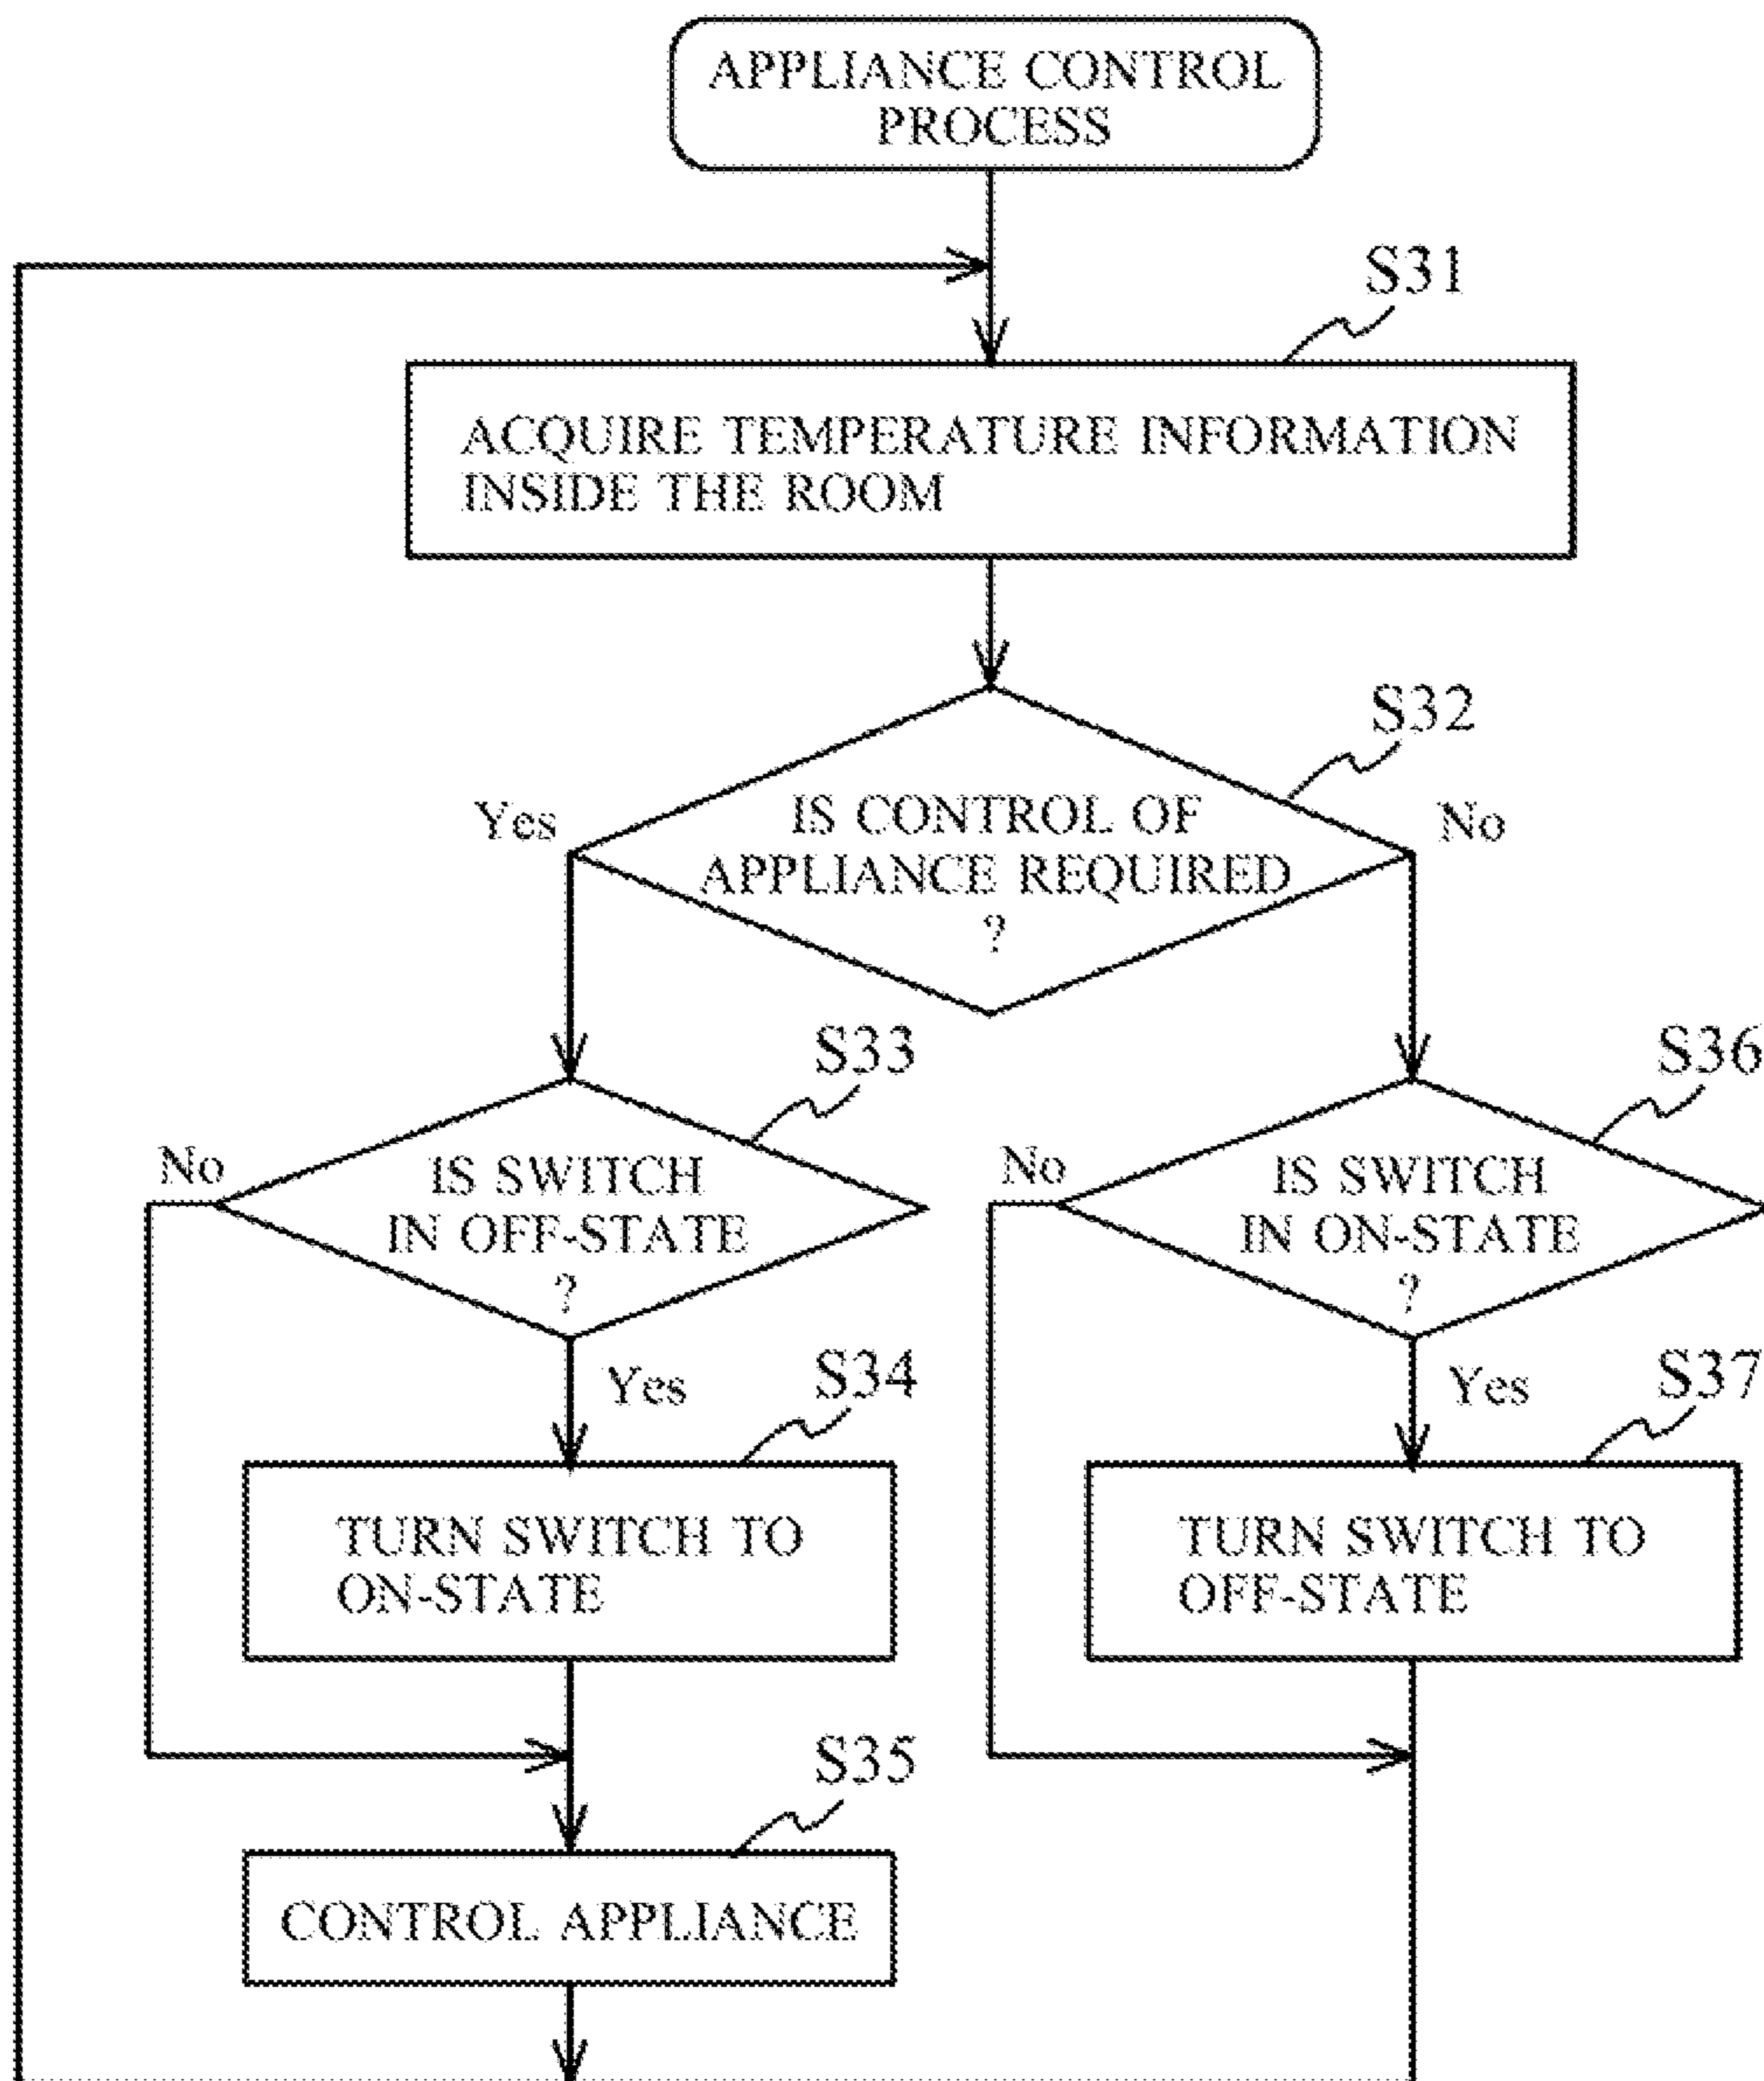 APPLIANCE CONTROL
PROCESS
S31
ACQUIRE TEMPERATURE INFORMATION
INSIDE THE ROOM
S32
Yes
IS CONTROL OF
APPLIANCE REQUIRED
?
No
S33
No
IS SWITCH
IN OFF-STATE
?
Yes
S34
TURN SWITCH TO
ON-STATE
S35
CONTROL APPLIANCE
S36
No
IS SWITCH
IN ON-STATE
?
Yes
S37
TURN SWITCH TO
OFF-STATE